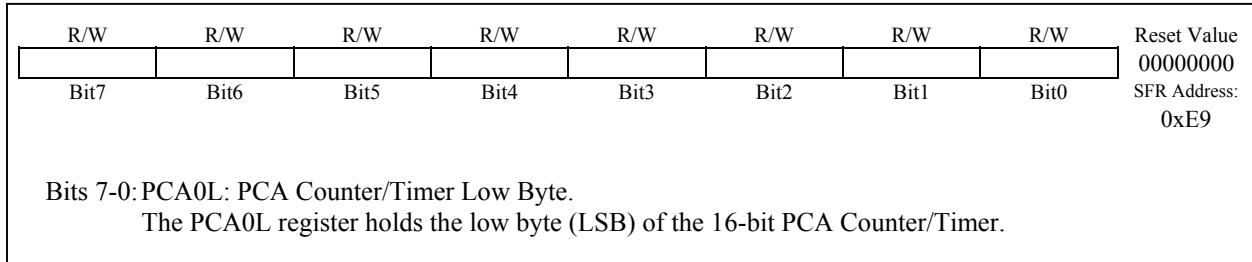 R/W R/W R/W R/W R/W R/W R/W R/W Reset Value
00000000
Bit7 Bit6 Bit5 Bit4 Bit3 Bit2 Bit1 Bit0 SFR Address:
0xE9
Bits 7-0: PCA0L: PCA Counter/Timer Low Byte.
The PCA0L register holds the low byte (LSB) of the 16-bit PCA Counter/Timer.